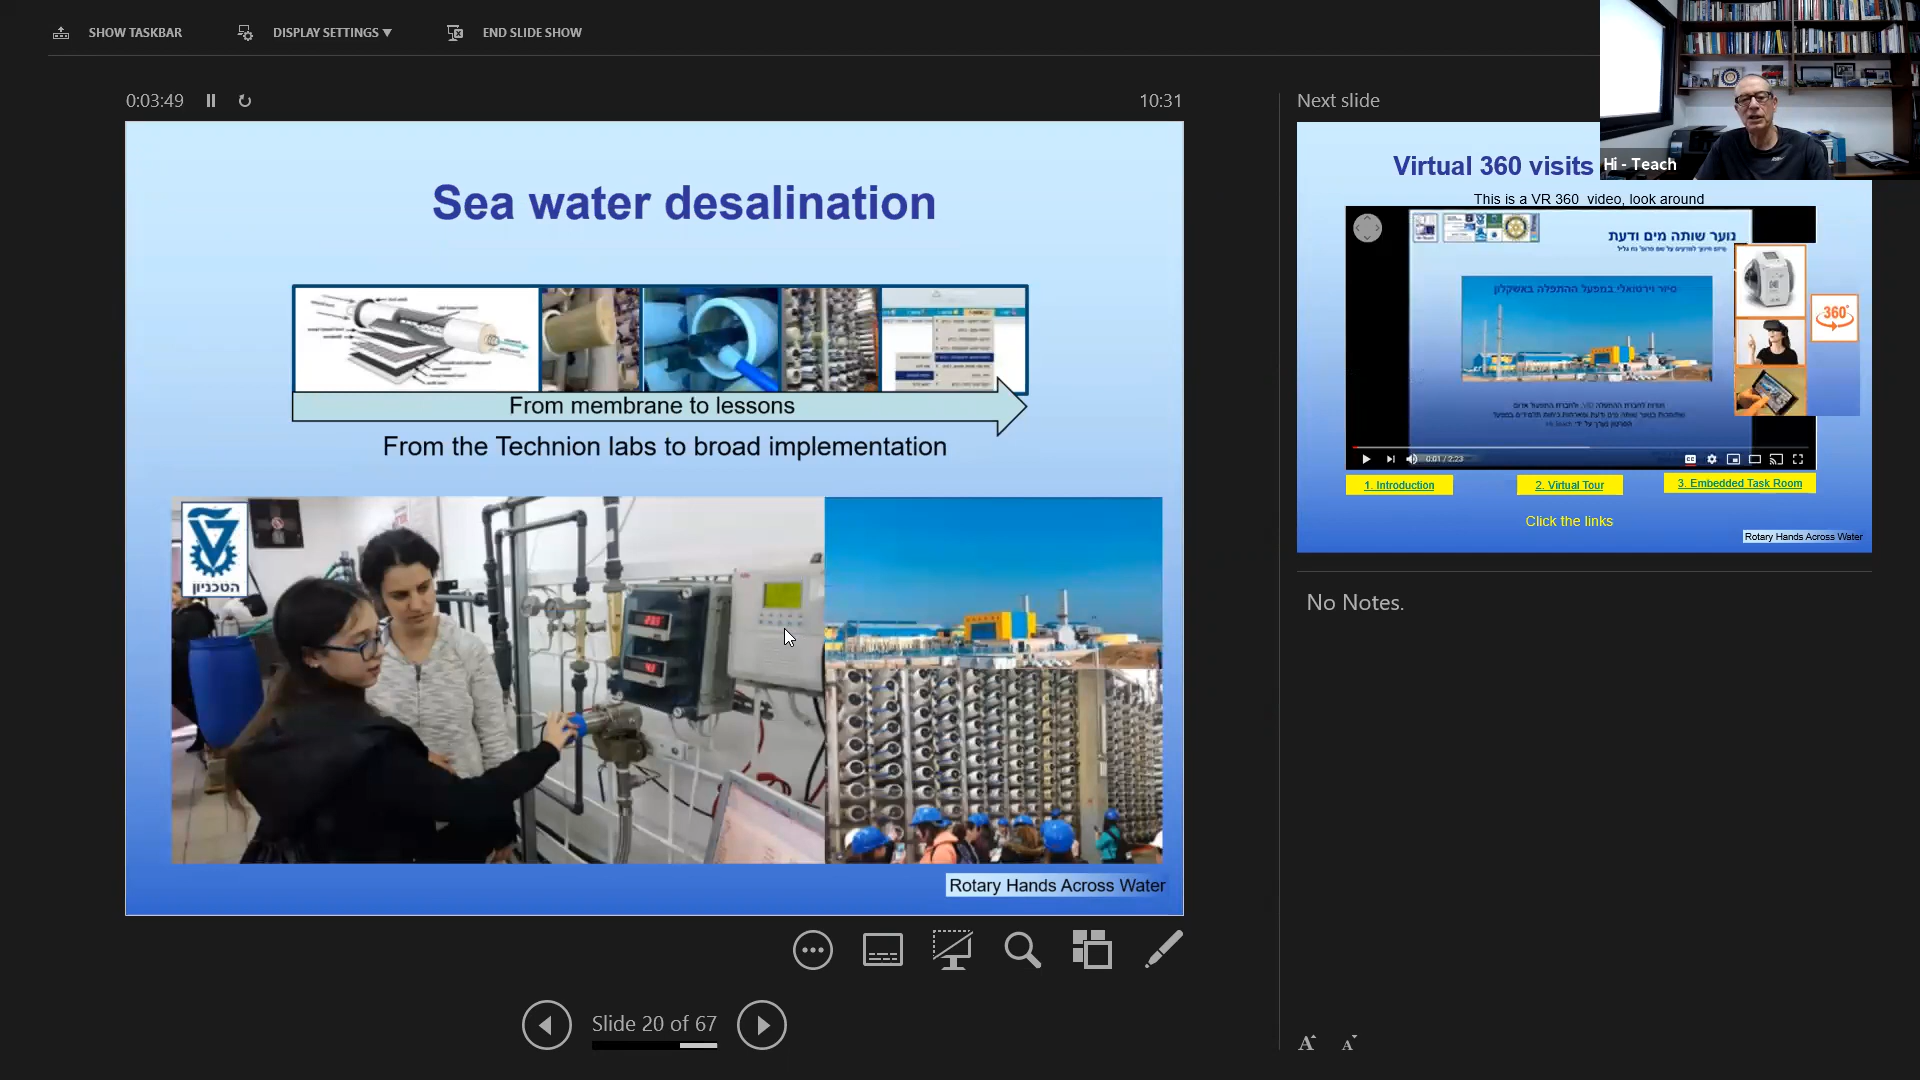 SHOW TASKBAR
DISPLAY SETTINGS ▼
END SLIDE SHOW
0:03:49
10:31
Next slide
Hi - Teach
Sea water desalination
From membrane to lessons
From the Technion labs to broad implementation
הטכניון
Rotary Hands Across Water
Virtual 360 visits
This is a VR 360 video, look around
נוער שותה מים ודעת
סיור וירטואלי במפעל ההתפלה באשקלון
360°
0:01 / 2:23
1. Introduction
2. Virtual Tour
3. Embedded Task Room
Click the links
Rotary Hands Across Water
No Notes.
Slide 20 of 67